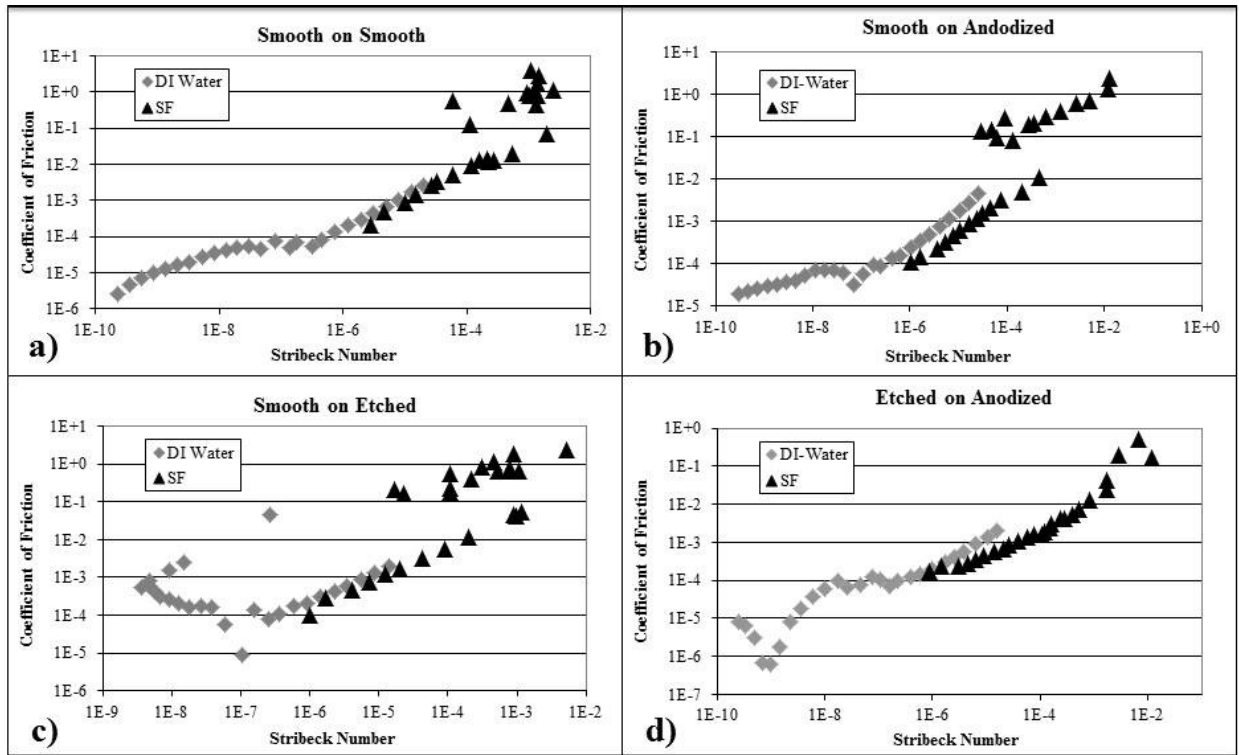 Smooth on Smooth
Coefficient of Friction
1E+1
1E+0
1E-1
1E-2
1E-3
1E-4
1E-5
1E-6
DI Water
SF
1E-10 1E-8 1E-6 1E-4 1E-2
Stribeck Number
a)
Smooth on Andodized
Coefficient of Friction
1E+1
1E+0
1E-1
1E-2
1E-3
1E-4
1E-5
DI-Water
SF
1E-10 1E-8 1E-6 1E-4 1E-2 1E+0
Stribeck Number
b)
Smooth on Etched
Coefficient of Friction
1E+1
1E+0
1E-1
1E-2
1E-3
1E-4
1E-5
1E-6
DI Water
SF
1E-9 1E-8 1E-7 1E-6 1E-5 1E-4 1E-3 1E-2
Stribeck Number
c)
Etched on Anodized
Coefficient of Friction
1E+0
1E-1
1E-2
1E-3
1E-4
1E-5
1E-6
1E-7
DI-Water
SF
1E-10 1E-8 1E-6 1E-4 1E-2
Stribeck Number
d)